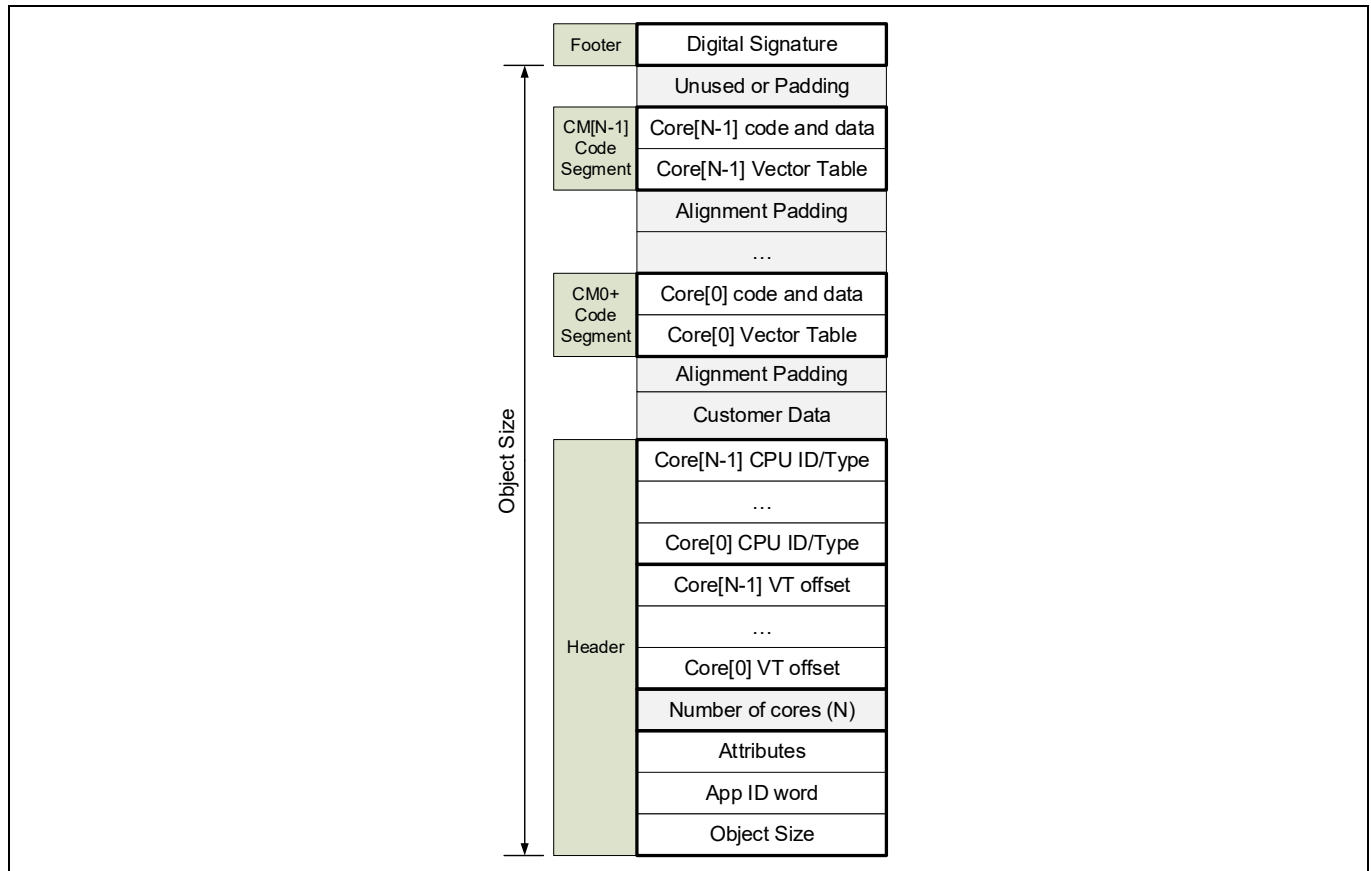 Footer
Digital Signature
Unused or Padding
CM[N-1]
Code
Segment
Core[N-1] code and data
Core[N-1] Vector Table
Alignment Padding
…
CM0+
Code
Segment
Core[0] code and data
Core[0] Vector Table
Alignment Padding
Customer Data
Object Size
Header
Core[N-1] CPU ID/Type
…
Core[0] CPU ID/Type
Core[N-1] VT offset
…
Core[0] VT offset
Number of cores (N)
Attributes
App ID word
Object Size